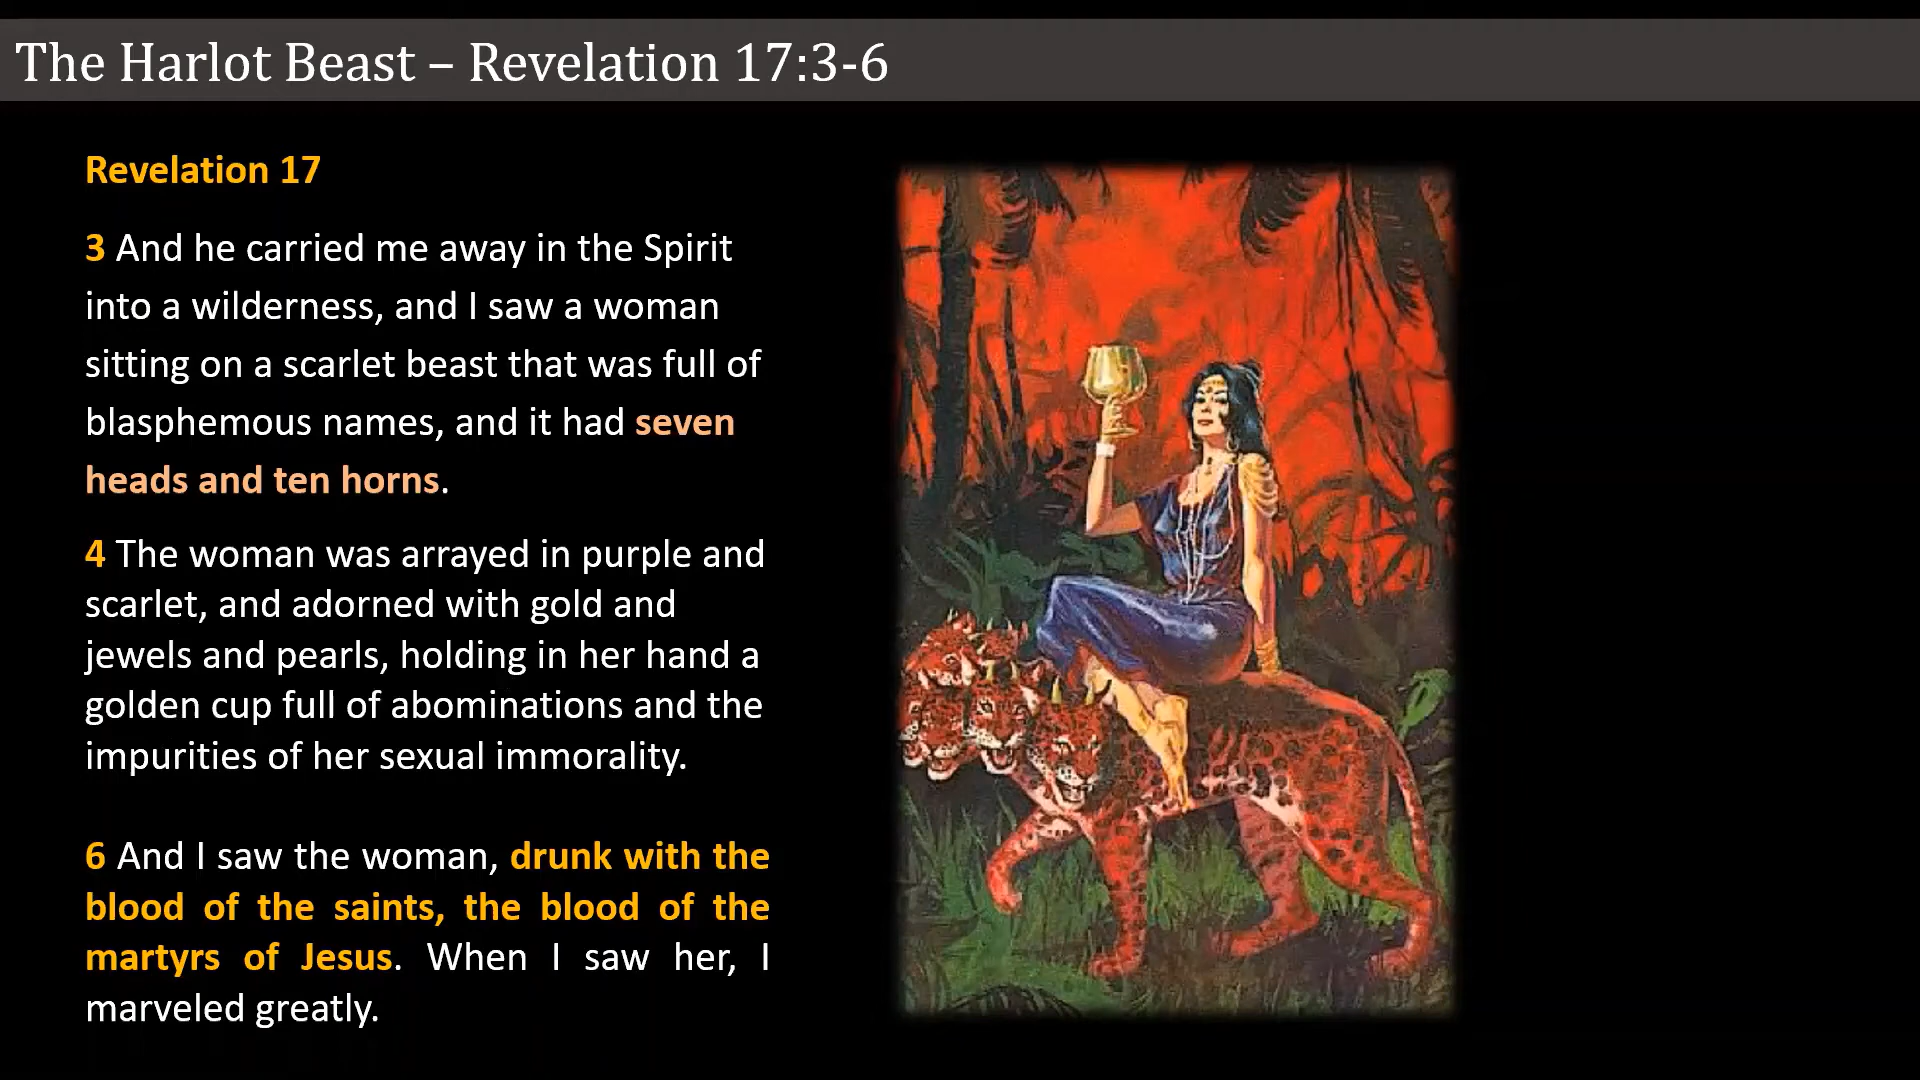 The Harlot Beast – Revelation 17:3-6
Revelation 17
3 And he carried me away in the Spirit
into a wilderness, and I saw a woman
sitting on a scarlet beast that was full of
blasphemous names, and it had seven
heads and ten horns.
4 The woman was arrayed in purple and
scarlet, and adorned with gold and
jewels and pearls, holding in her hand a
golden cup full of abominations and the
impurities of her sexual immorality.
6 And I saw the woman, drunk with the
blood of the saints, the blood of the
martyrs of Jesus. When I saw her, I
marveled greatly.